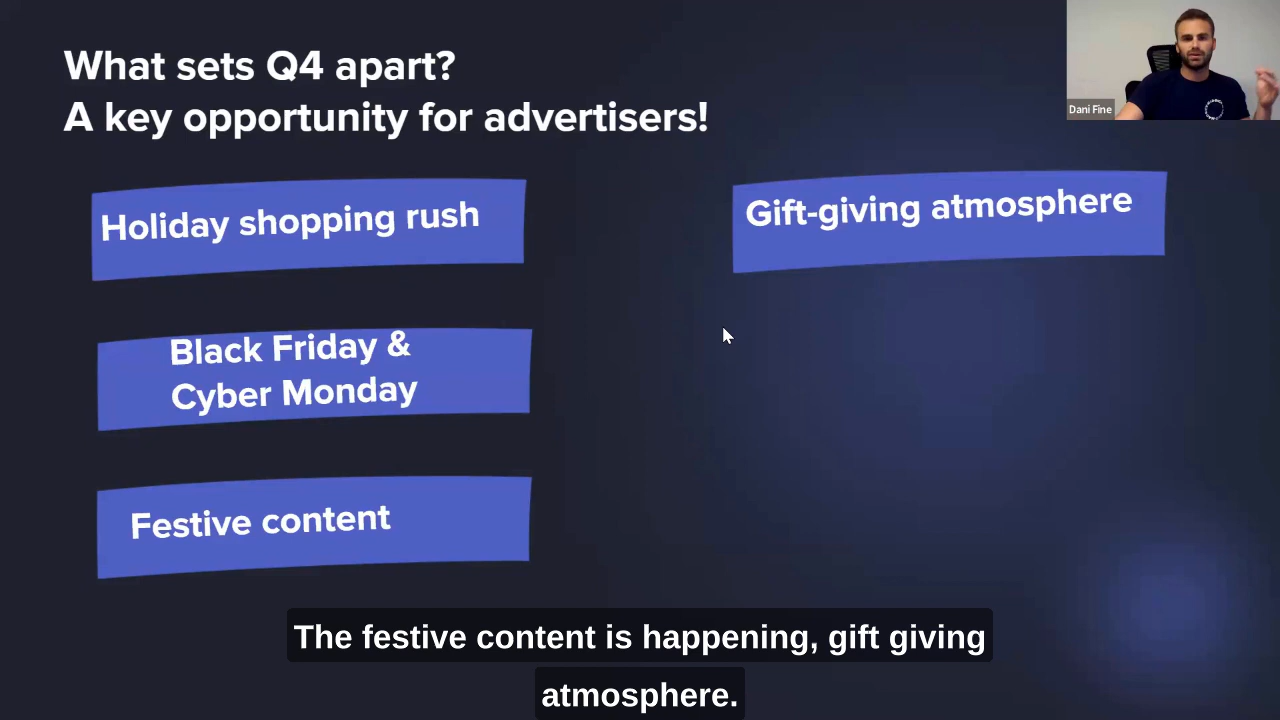 What sets Q4 apart?
A key opportunity for advertisers!
Dani Fine
Holiday shopping rush
Gift-giving atmosphere
Black Friday &
Cyber Monday
Festive content
The festive content is happening, gift giving
atmosphere.